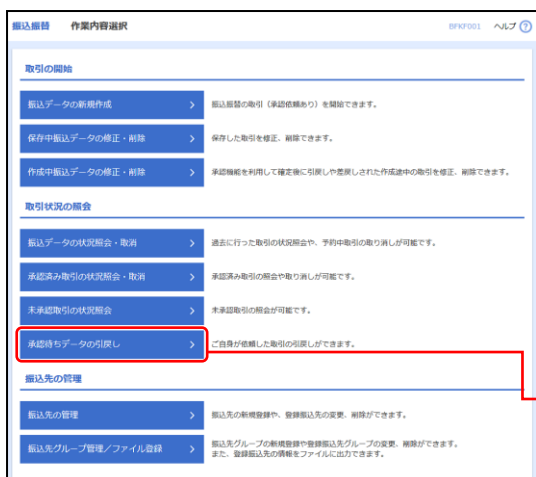 振込振替 作業内容選択 BFKF001 ヘルプ ?
取引の開始
振込データの新規作成 > 振込振替の取引（承認依頼あり）を開始できます。
保存中振込データの修正・削除 > 保存した取引を修正、削除できます。
作成中振込データの修正・削除 > 承認機能を利用して確定後に引戻しや差戻しされた作成途中の取引を修正、削除できます。
取引状況の照会
振込データの状況照会・取消 > 過去に行った取引の状況照会や、予約中取引の取り消しが可能です。
承認済み取引の状況照会・取消 > 承認済み取引の照会や取り消しが可能です。
未承認取引の状況照会 > 未承認取引の照会が可能です。
承認待ちデータの引戻し > ご自身が依頼した取引の引戻しができます。
振込先の管理
振込先の管理 > 振込先の新規登録や、登録振込先の変更、削除ができます。
振込先グループ管理／ファイル登録 > 振込先グループの新規登録や登録振込先グループの変更、削除ができます。
また、登録振込先の情報をファイルに出力できます。